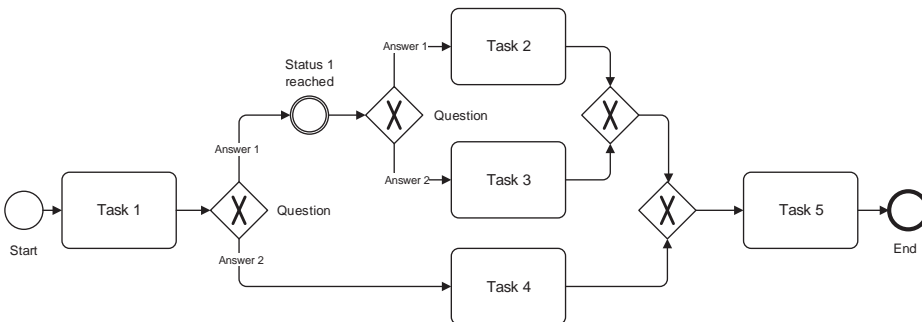 Task 2
Answer 1
Status 1
reached
Question
Answer 1
Answer 2
Task 3
Task 1
Question
Task 5
Start
End
Answer 2
Task 4